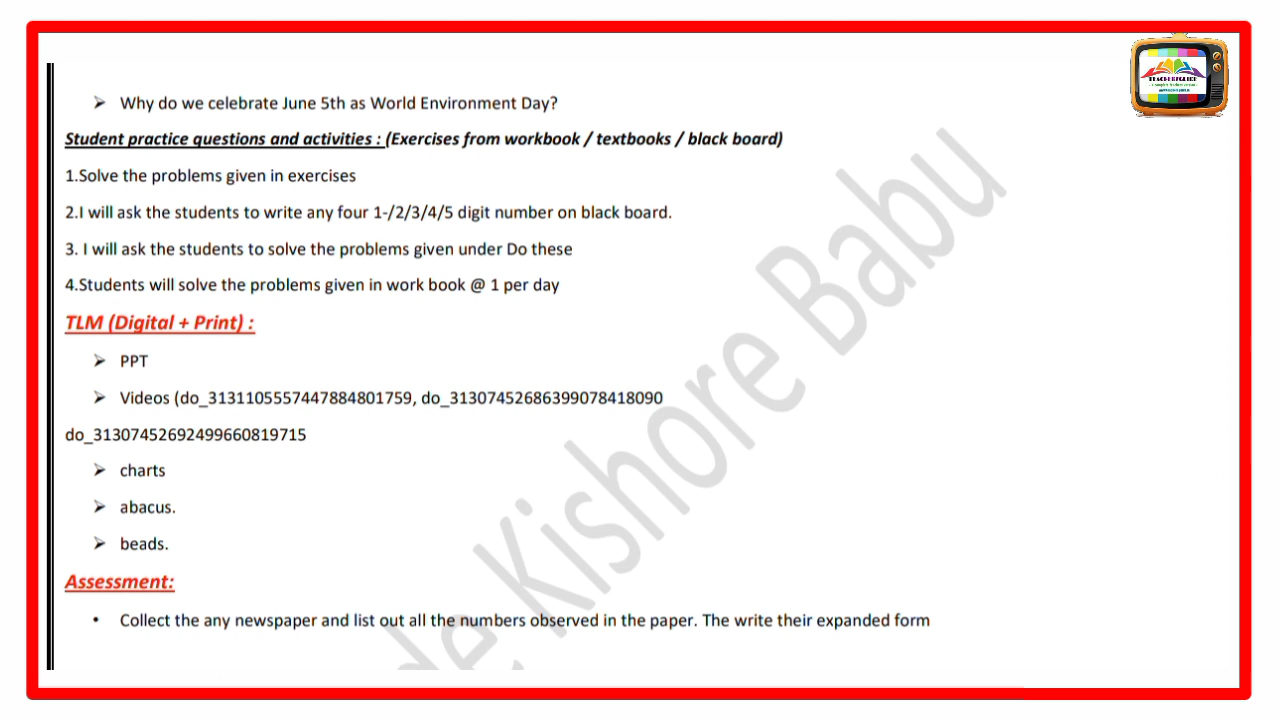 ➢ Why do we celebrate June 5th as World Environment Day?
Student practice questions and activities : (Exercises from workbook / textbooks / black board)
1.Solve the problems given in exercises
2.I will ask the students to write any four 1-/2/3/4/5 digit number on black board.
3. I will ask the students to solve the problems given under Do these
4.Students will solve the problems given in work book @ 1 per day
TLM (Digital + Print) :
➢ PPT
➢ Videos (do_3131105557447884801759, do_31307452686399078418090
do_31307452692499660819715
➢ charts
➢ abacus.
➢ beads.
Assessment:
• Collect the any newspaper and list out all the numbers observed in the paper. The write their expanded form
de Kishore Babu